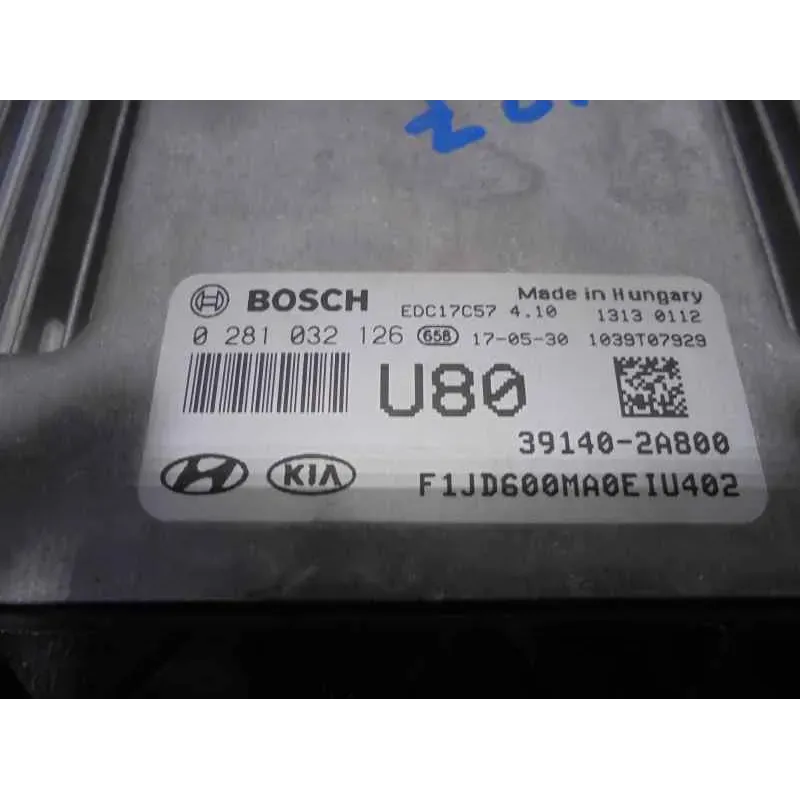 BOSCH EDC17C57 4.10 Made in Hungary
1313 0112
0 281 032 126 658 17-05-30 1039T07929
U80
39140-2A800
KIA
F1JD600MA0EIU402